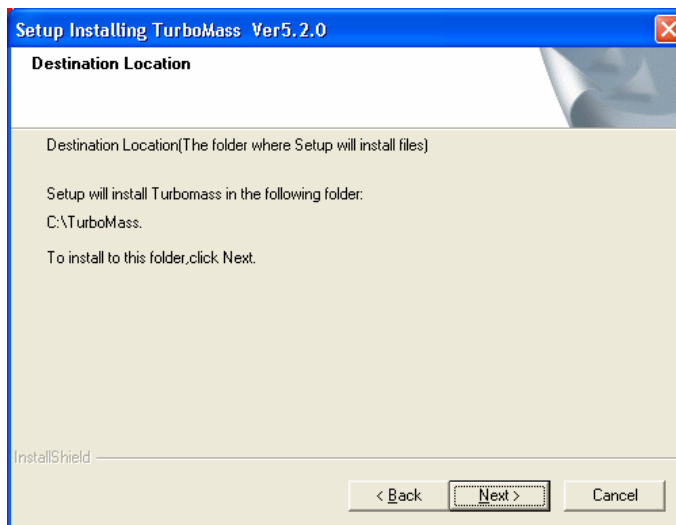 Setup Installing TurboMass Ver5.2.0
Destination Location
Destination Location(The folder where Setup will install files)
Setup will install Turbomass in the following folder:
C:\TurboMass.
To install to this folder,click Next.
InstallShield
< Back Next > Cancel